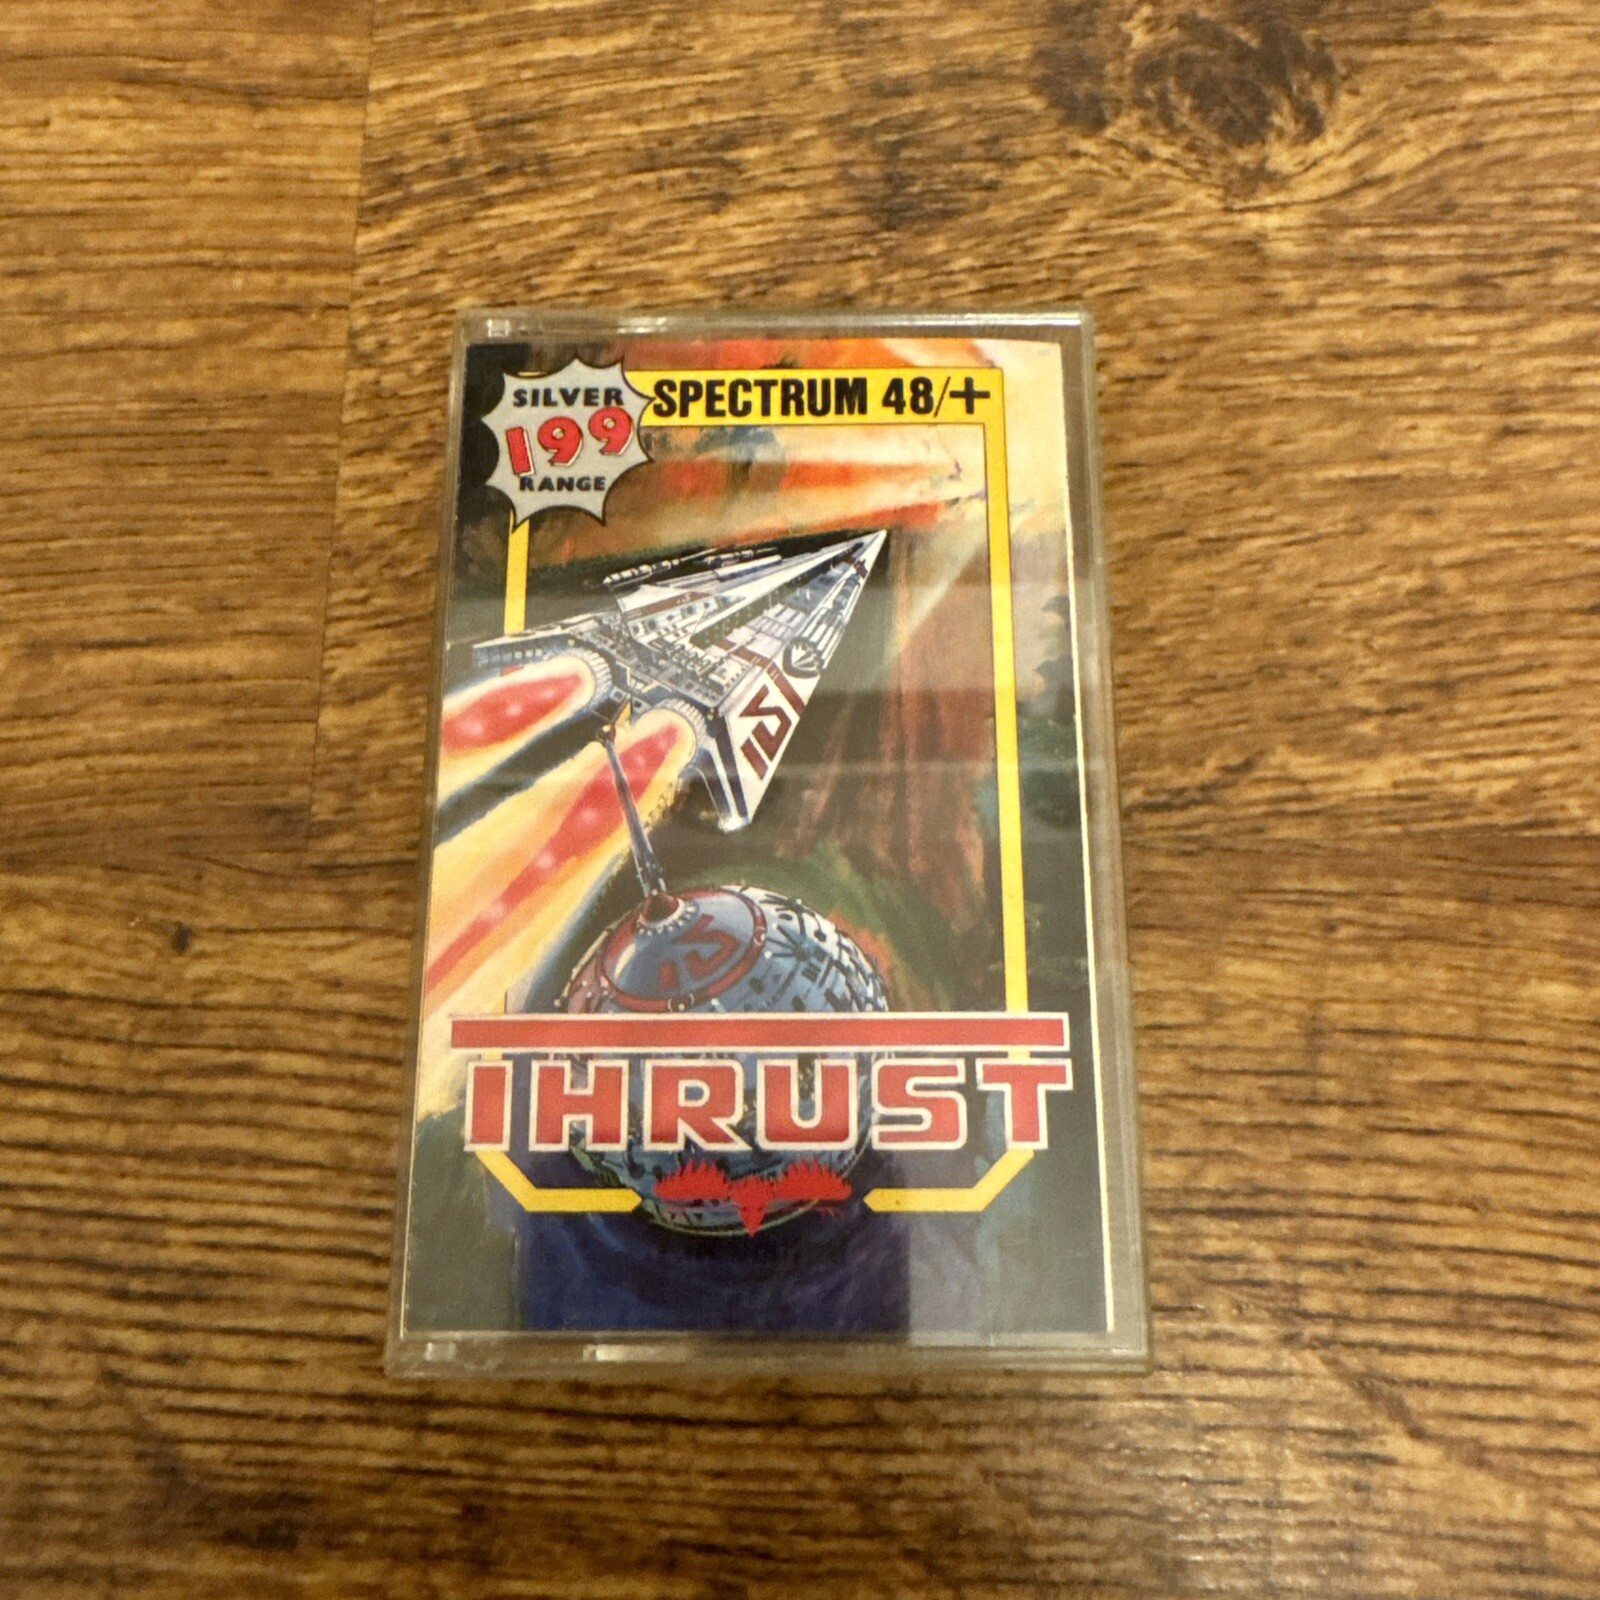 SILVER
199
RANGE
SPECTRUM 48/+
THRUST